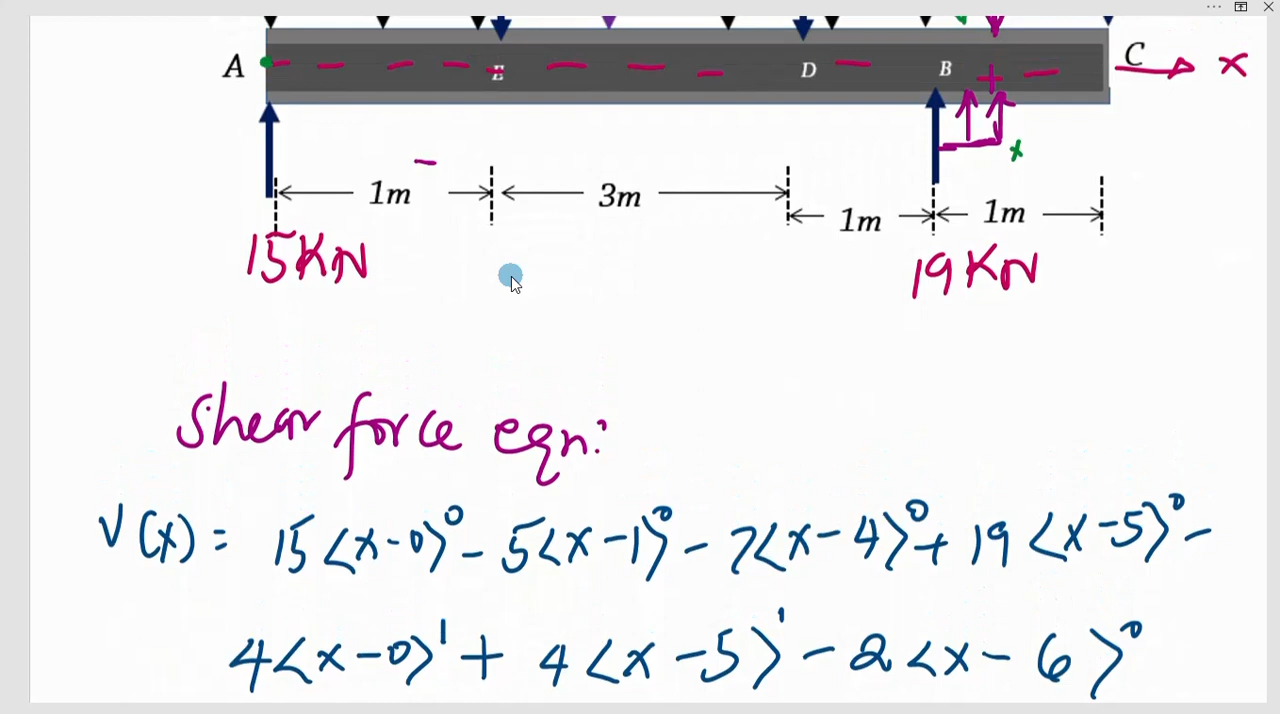 A E D B C x
+
x
1m 3m 1m 1m
15KN 19KN
Shear force eqn:
V(x) = 15<x-0>⁰ - 5<x-1>⁰ - 7<x-4>⁰ + 19<x-5>⁰ -
4<x-0>¹ + 4<x-5>¹ - 2<x-6>⁰